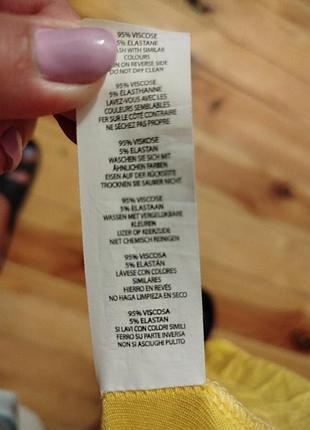 95% VISCOSE
5% ELASTANE
WASH WITH SIMILAR
COLOURS
ON REVERSE SIDE
DO NOT DRY CLEAN
95% VISCOSE
5% ÉLASTHANNE
LAVEZ-VOUS AVEC LES
COULEURS SEMBLABLES
FER SUR LE CÔTÉ CONTRAIRE
NE SÉCHEZ PAS PROPRE
95% VISKOSE
5% ELASTAN
WASCHEN SIE SICH MIT
ÄHNLICHEN FARBEN
EISEN AUF DER RÜCKSEITE
TROCKNEN SIE SAUBER NICHT
95% VISCOSE
5% ELASTAAN
WASSEN MET VERGELIJKBARE
KLEUREN
IJZER OP KEERZIJDE
NIET CHEMISCH REINIGEN
95% VISCOSA
5% ELASTÁN
LÁVESE CON COLORES
SIMILARES
HIERRO EN REVÉS
NO HAGA LIMPIEZA EN SECO
95% VISCOSA
5% ELASTAN
SI LAVI CON COLORI SIMILI
FERRO SU PARTE INVERSA
NON SI ASCIUGHI PULITO